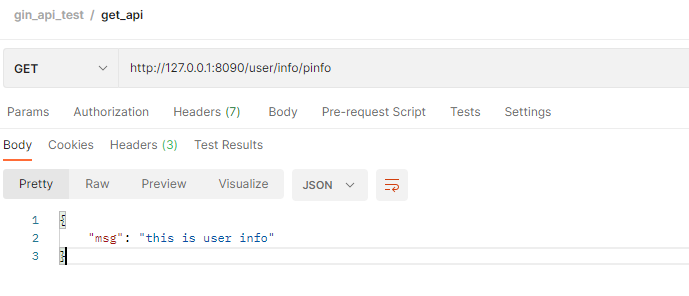 gin_api_test / get_api
GET http://127.0.0.1:8090/user/info/pinfo
Params Authorization Headers (7) Body Pre-request Script Tests Settings
Body Cookies Headers (3) Test Results
Pretty Raw Preview Visualize JSON
1 {
2 "msg": "this is user info"
3 }